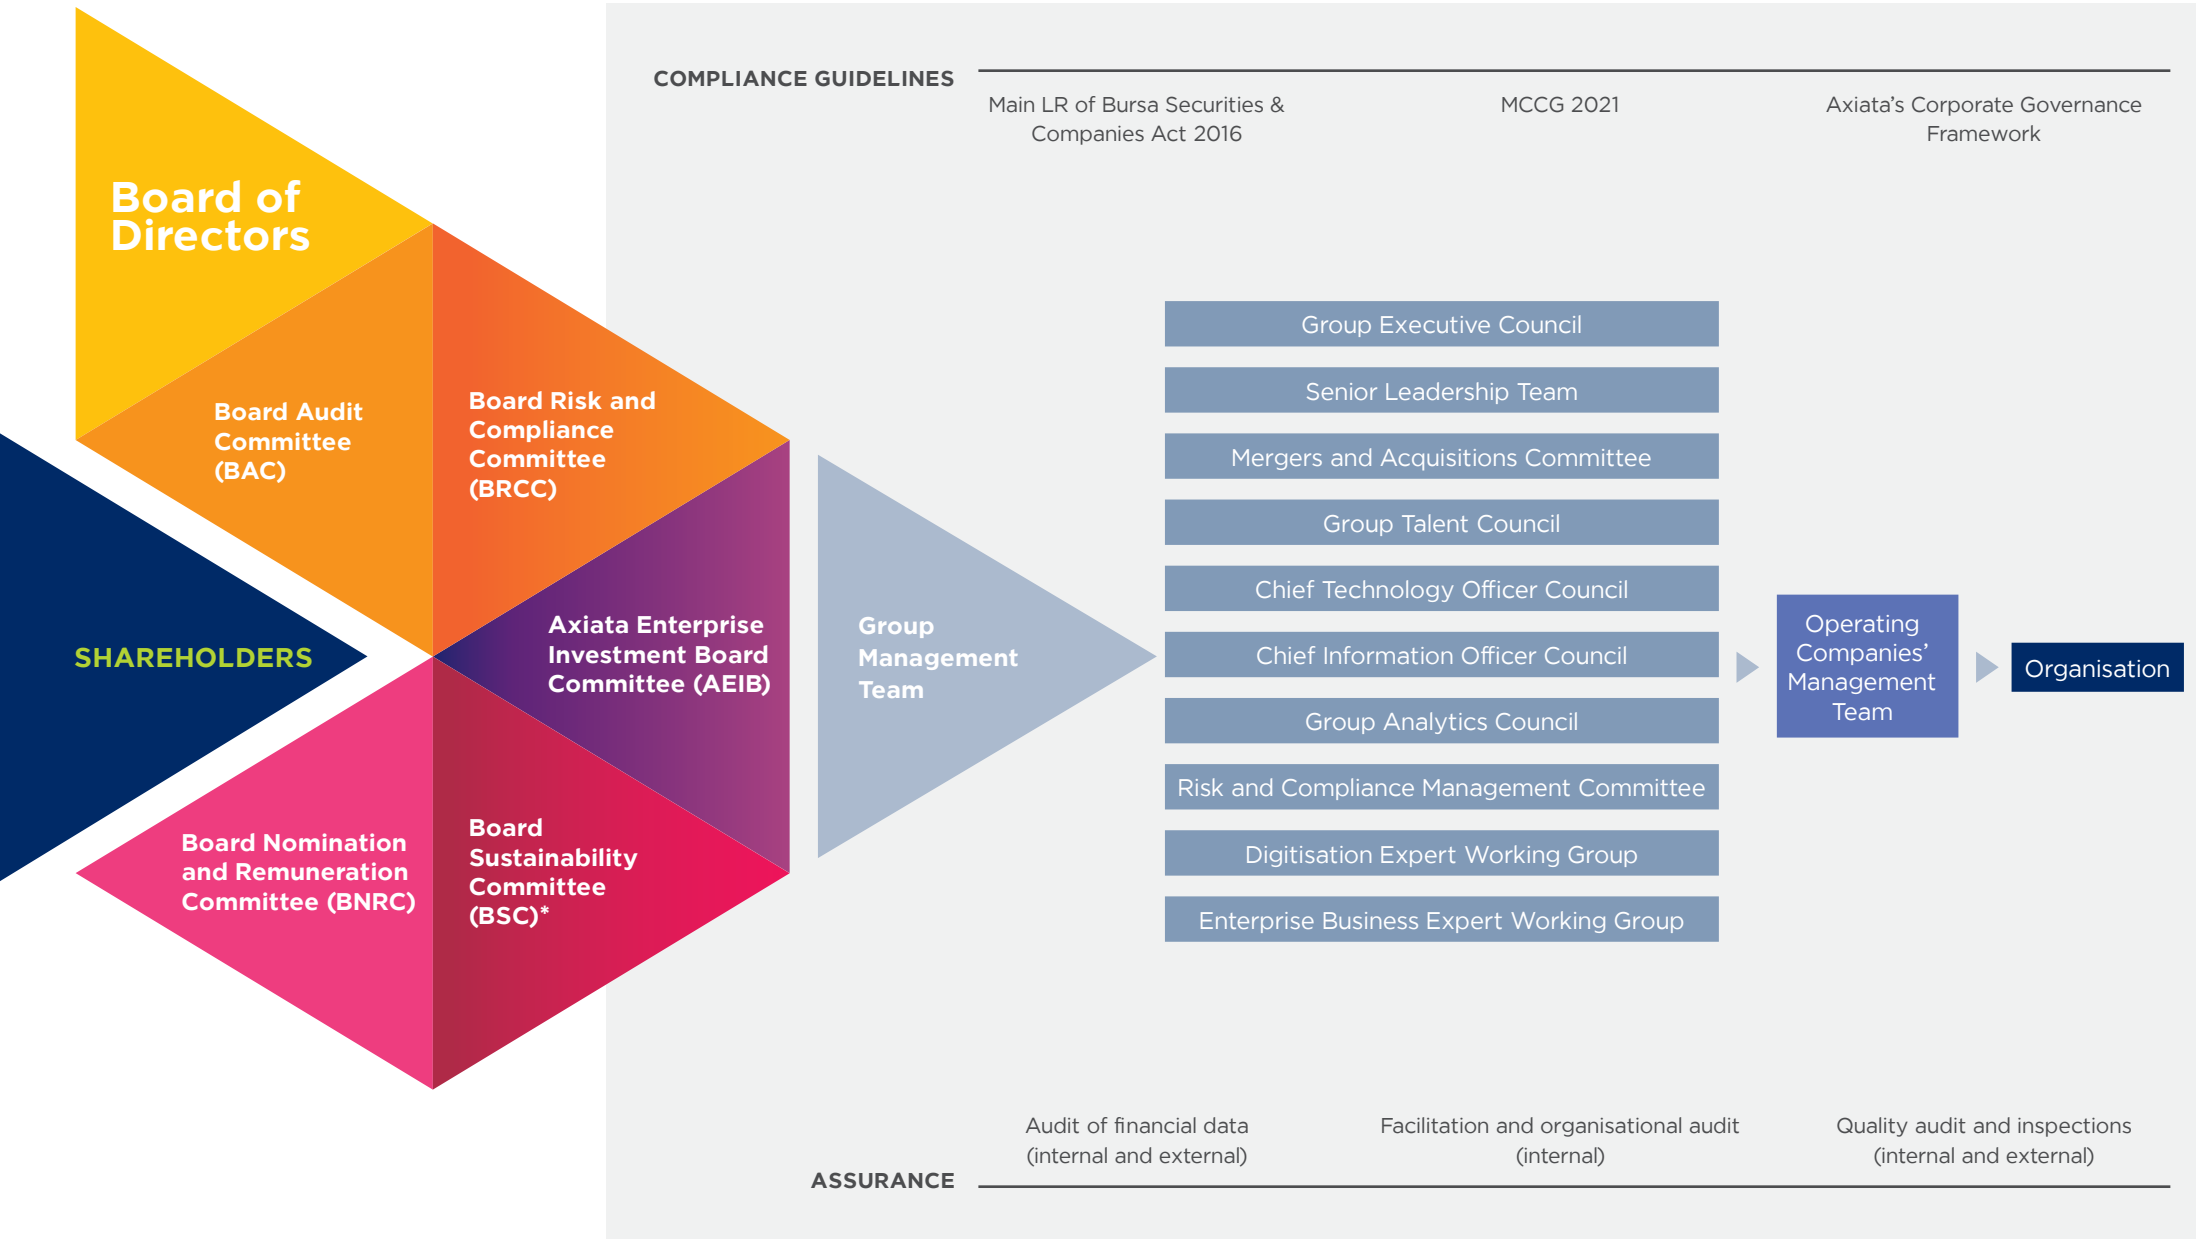 COMPLIANCE GUIDELINES
Main LR of Bursa Securities &
Companies Act 2016
MCCG 2021
Axiata's Corporate Governance
Framework
Board of
Directors
Board Audit
Committee
(BAC)
Board Risk and
Compliance
Committee
(BRCC)
SHAREHOLDERS
Axiata Enterprise
Investment Board
Committee (AEIB)
Board Nomination
and Remuneration
Committee (BNRC)
Board
Sustainability
Committee
(BSC)*
Group
Management
Team
Group Executive Council
Senior Leadership Team
Mergers and Acquisitions Committee
Group Talent Council
Chief Technology Officer Council
Chief Information Officer Council
Group Analytics Council
Risk and Compliance Management Committee
Digitisation Expert Working Group
Enterprise Business Expert Working Group
Operating
Companies'
Management
Team
Organisation
Audit of financial data
(internal and external)
Facilitation and organisational audit
(internal)
Quality audit and inspections
(internal and external)
ASSURANCE